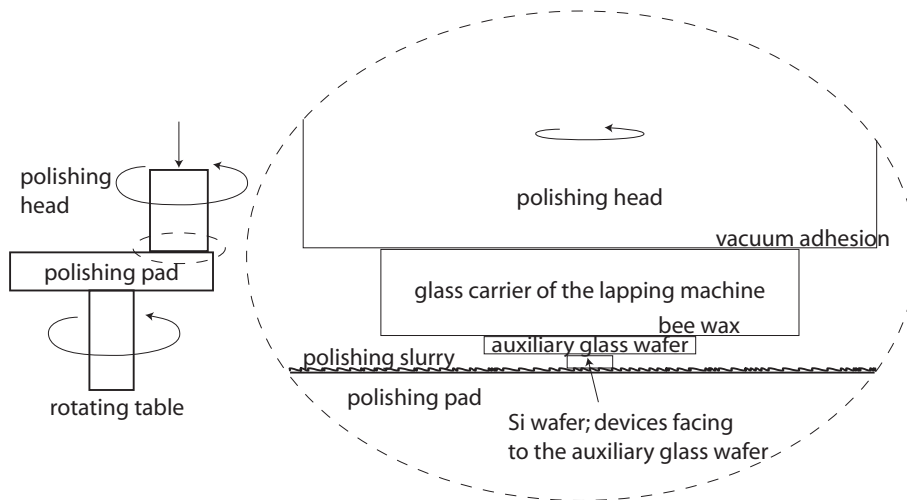 polishing
head
polishing pad
rotating table
polishing head
vacuum adhesion
glass carrier of the lapping machine
bee wax
auxiliary glass wafer
polishing slurry
polishing pad
Si wafer; devices facing
to the auxiliary glass wafer